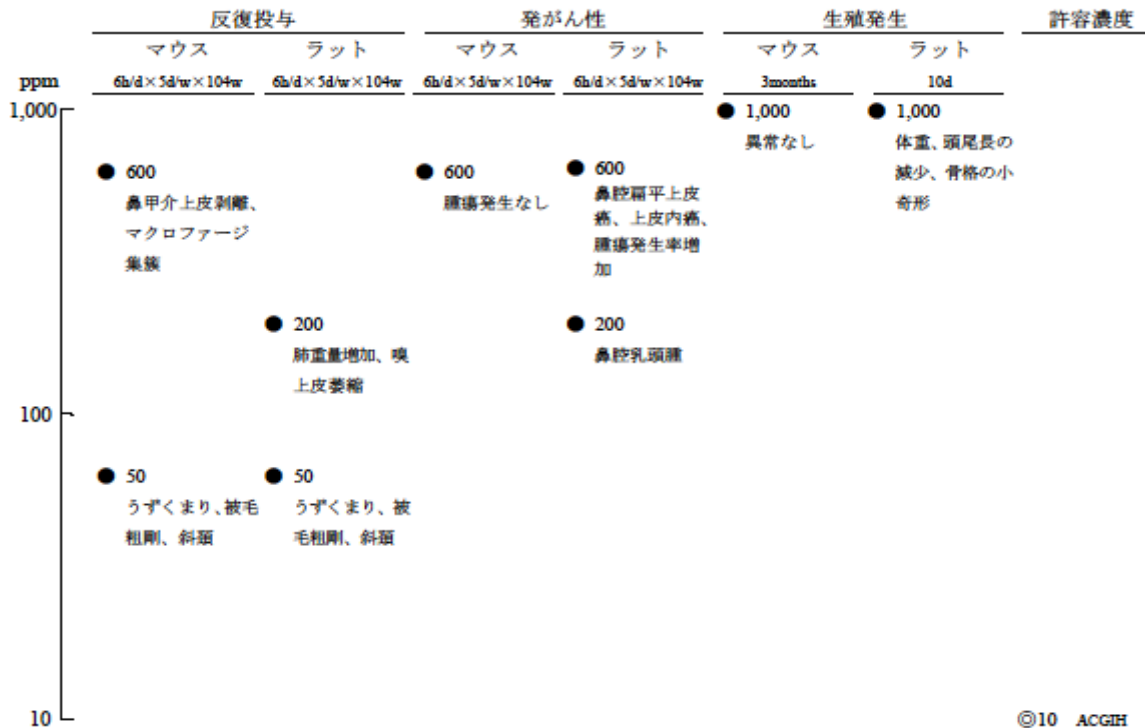 反復投与 発がん性 生殖発生 許容濃度
マウス ラット マウス ラット マウス ラット
ppm 6h/d×5d/w×104w 6h/d×5d/w×104w 6h/d×5d/w×104w 6h/d×5d/w×104w 3months 10d
1,000
● 1,000
異常なし
● 1,000
体重、頭尾長の
減少、骨格の小
奇形
● 600
鼻甲介上皮剥離、
マクロファージ
集簇
● 600
腫瘍発生なし
● 600
鼻腔扁平上皮
癌、上皮内癌、
腫瘍発生率増
加
● 200
肺重量増加、嗅
上皮萎縮
● 200
鼻腔乳頭腫
100
● 50
うずくまり、被毛
粗剛、斜頚
● 50
うずくまり、被
毛粗剛、斜頚
10
◎10 ACGIH